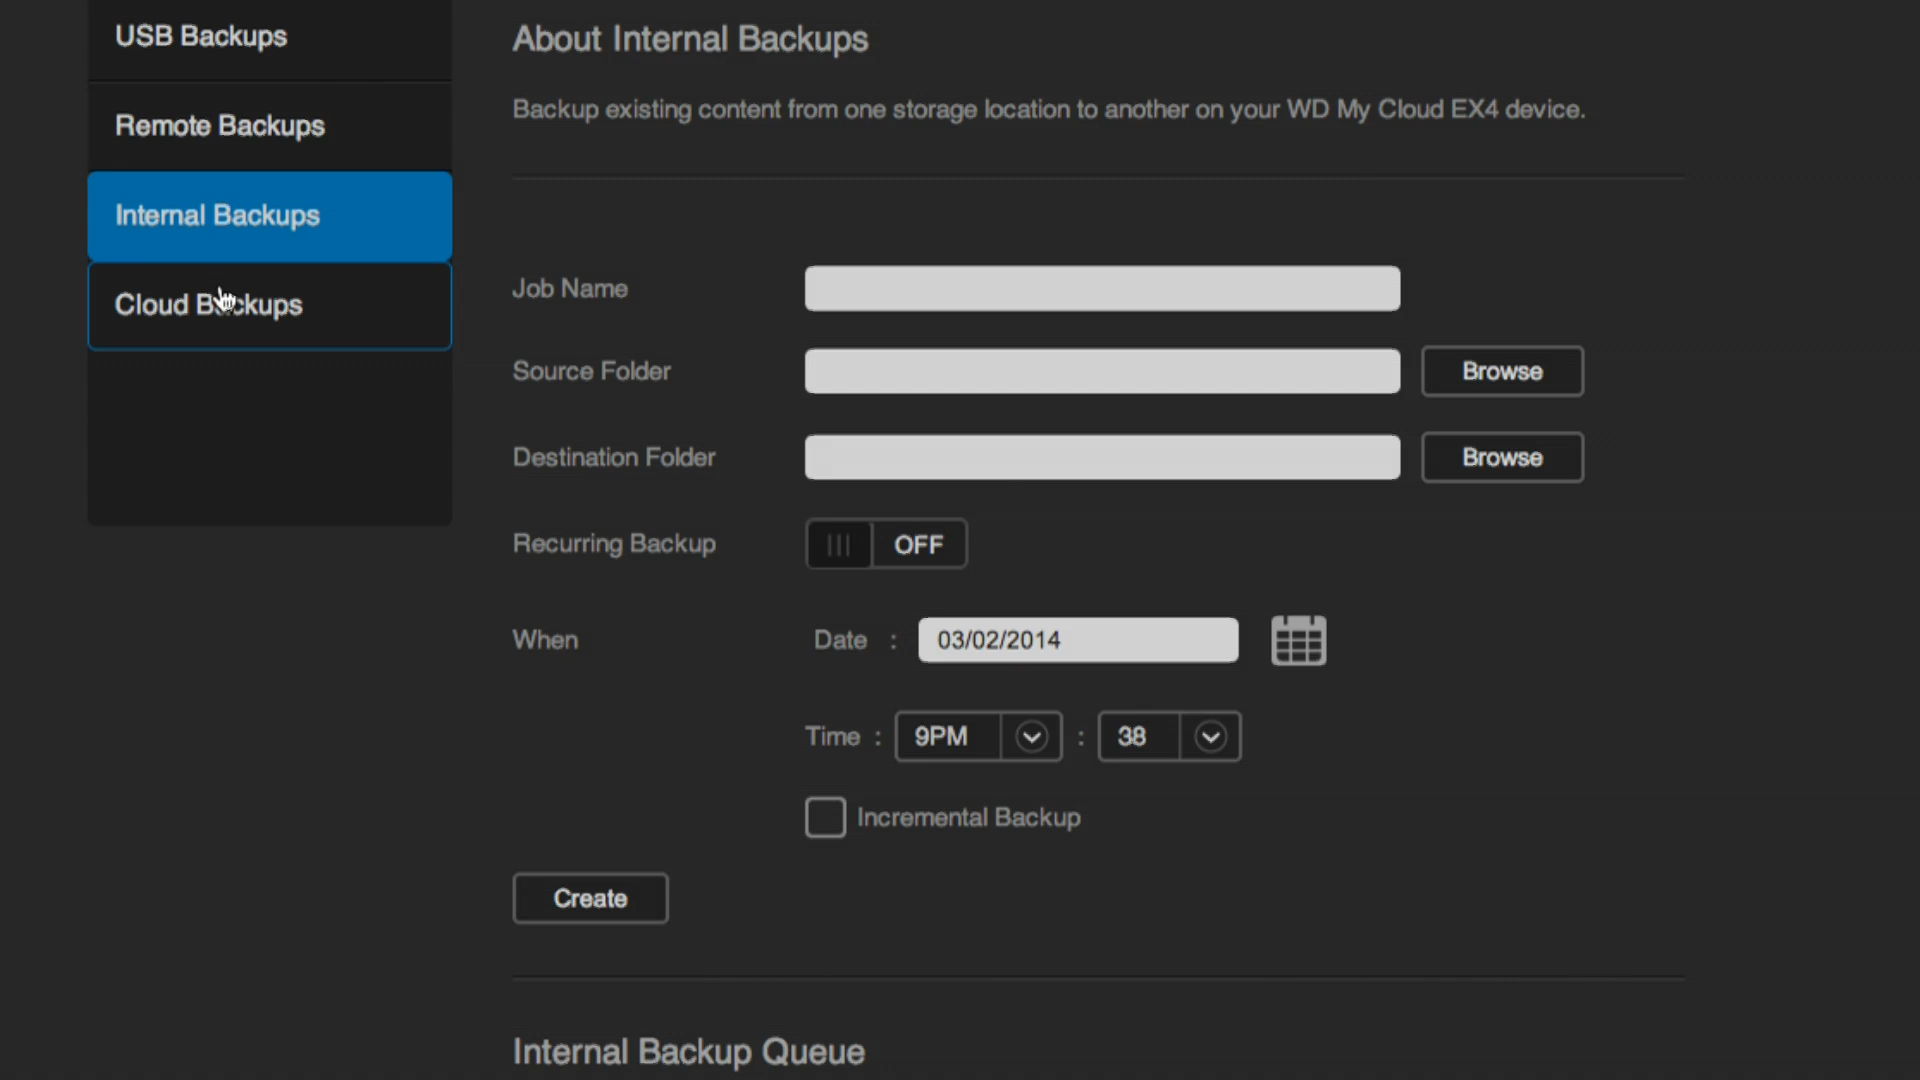 USB Backups
Remote Backups
Internal Backups
Cloud Backups
About Internal Backups
Backup existing content from one storage location to another on your WD My Cloud EX4 device.
Job Name
Source Folder
Browse
Destination Folder
Browse
Recurring Backup
OFF
When
Date :
03/02/2014
Time : 9PM : 38
Incremental Backup
Create
Internal Backup Queue